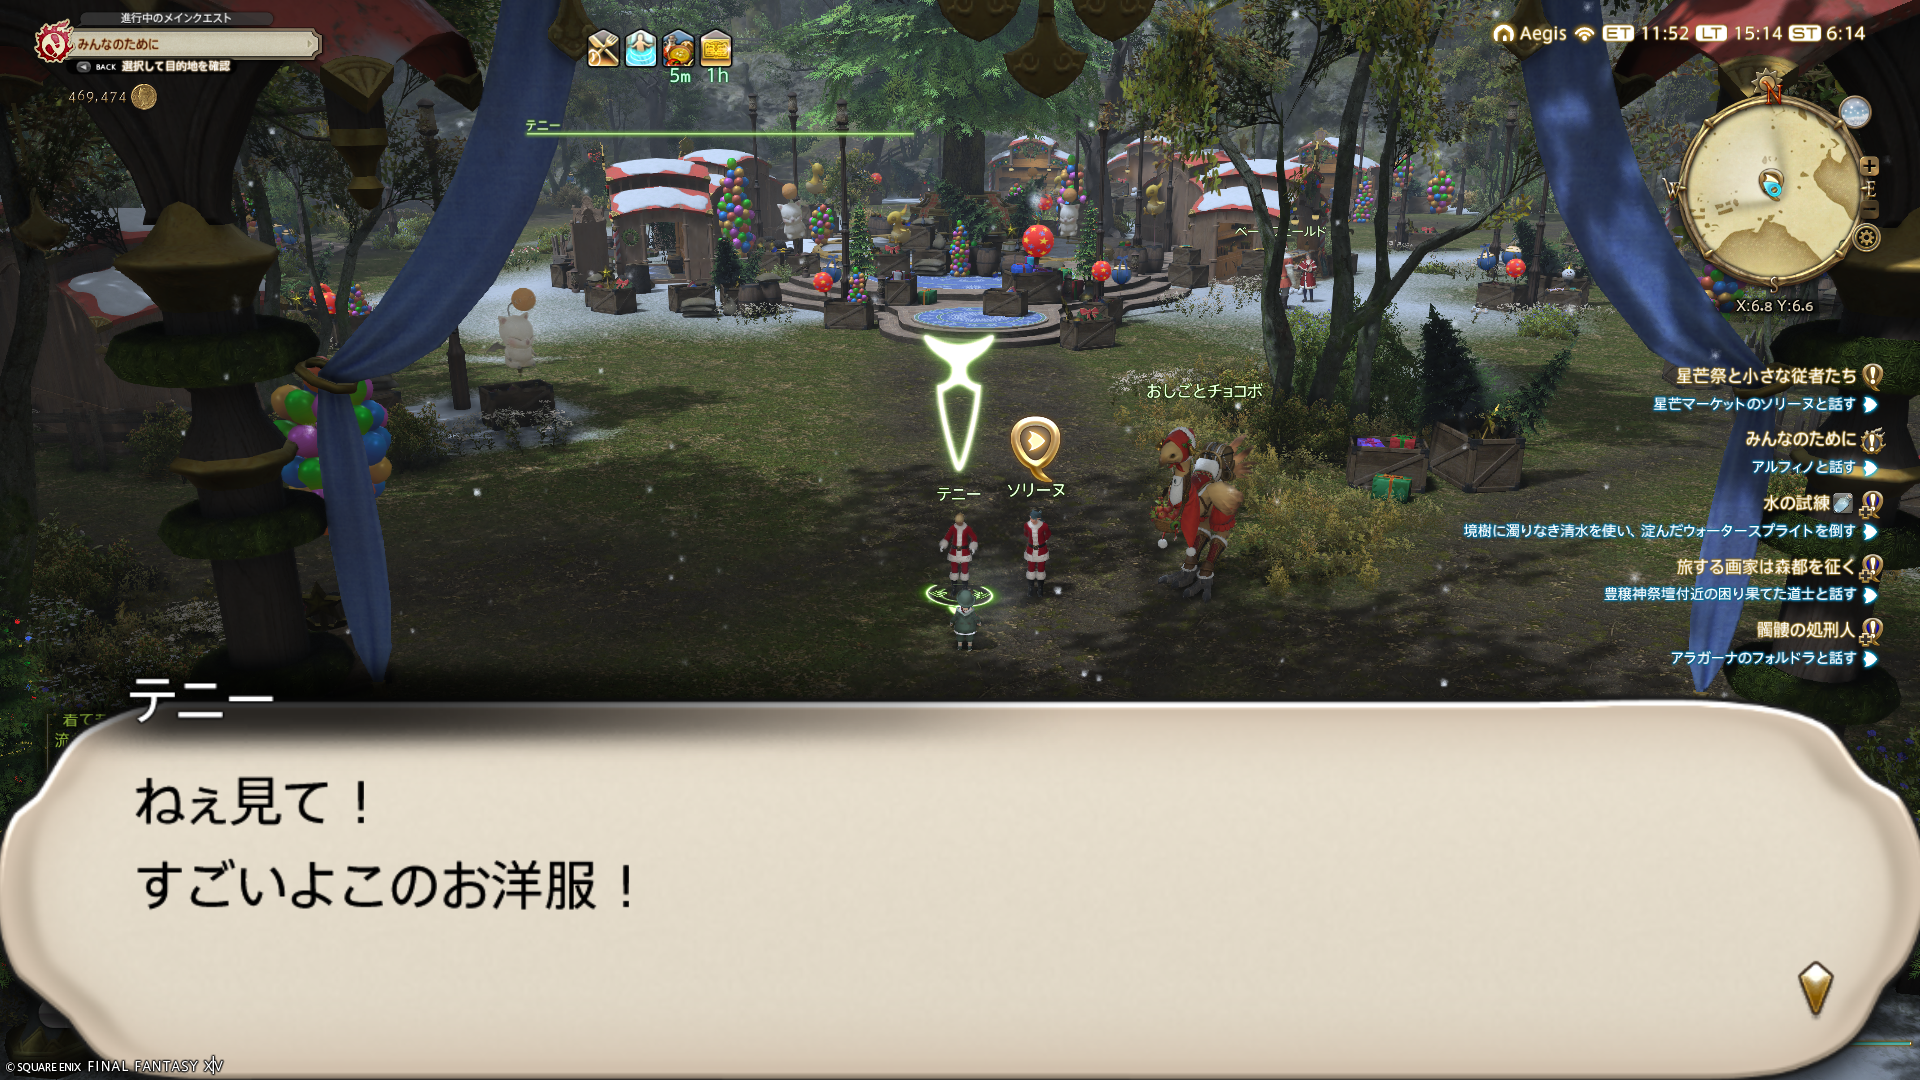 進行中のメインクエスト
みんなのために
BACK 選択して目的地を確認
469,474
5m 1h
Aegis ET 11:52 LT 15:14 ST 6:14
N
W
E
S
X:6.8 Y:6.6
テニー
おしごとチョコボ
テニー
ソリーヌ
星芒祭と小さな従者たち
星芒マーケットのソリーヌと話す
みんなのために
アルフィノと話す
水の試練
境樹に濁りなき清水を使い、淀んだウォータースプライトを倒す
旅する画家は森都を征く
豊穣神祭壇付近の困り果てた道士と話す
髑髏の処刑人
アラガーナのフォルドラと話す
テニー
ねぇ見て！
すごいよこのお洋服！
© SQUARE ENIX FINAL FANTASY XIV